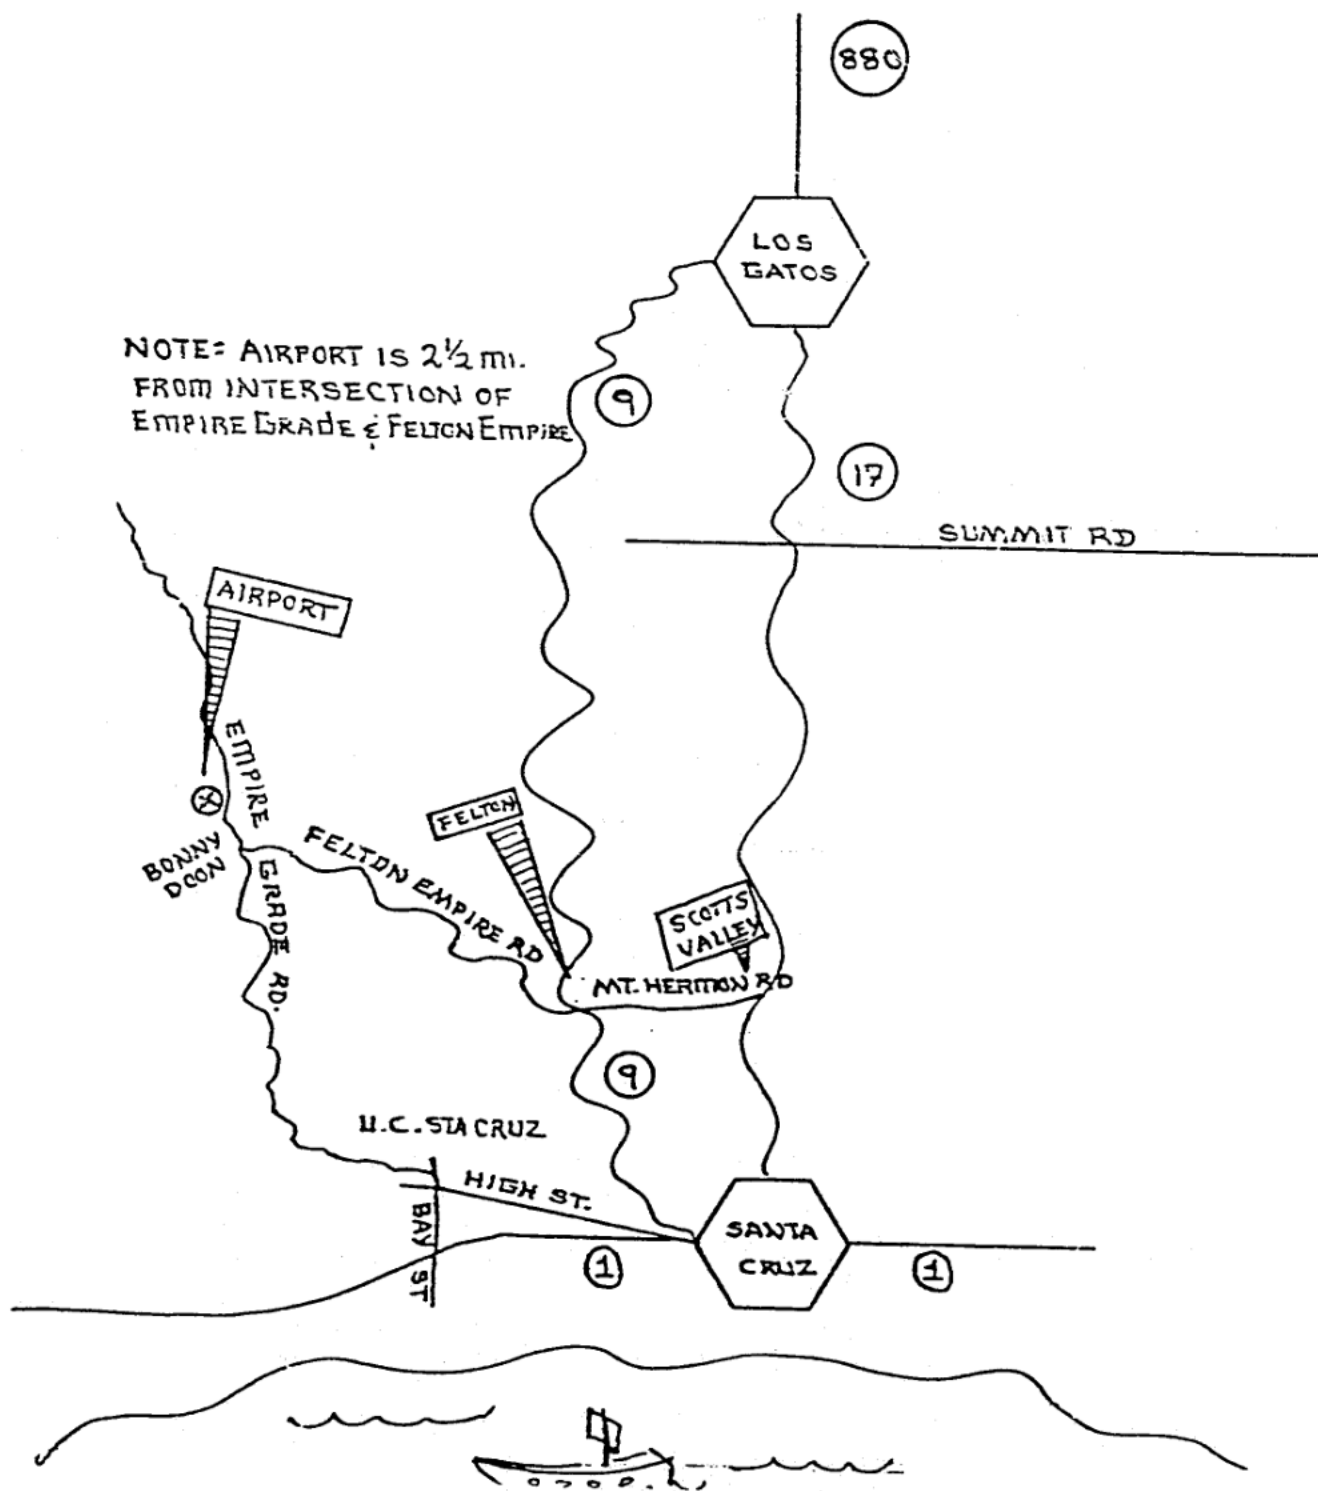 880
LOS
GATOS
NOTE: AIRPORT IS 2½ MI.
FROM INTERSECTION OF
EMPIRE GRADE & FELTON EMPIRE
9
17
SUMMIT RD
AIRPORT
EMPIRE
GRADE
RD.
BONNY
DOON
FELTON
FELTON EMPIRE RD
SCOTTS
VALLEY
MT. HERMON RD
9
U.C. STA CRUZ
HIGH ST.
BAY ST
SANTA
CRUZ
1
1